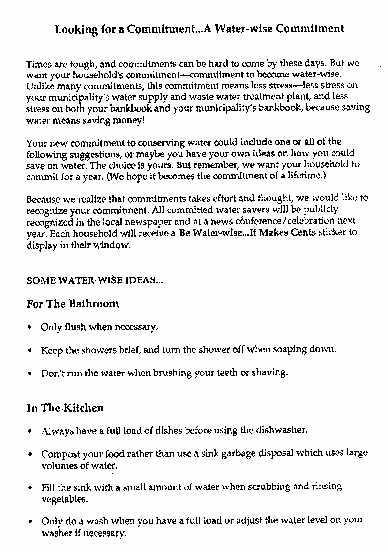 Looking for a Commitment...A Water-wise Commitment
Times are tough, and commitments can be hard to come by these days. But we
want your household's commitment—commitment to become water-wise.
Unlike many commitments, this commitment means less stress—less stress on
your municipality's water supply and waste water treatment plant, and less
stress on both your bankbook and your municipality's bankbook, because saving
water means saving money!
Your new commitment to conserving water could include one or all of the
following suggestions, or maybe you have your own ideas on how you could
save on water. The choice is yours. But remember, we want your household to
commit for a year. (We hope it becomes the commitment of a lifetime.)
Because we realize that commitments takes effort and thought, we would like to
recognize your commitment. All committed water savers will be publicly
recognized in the local newspaper and at a news conference/celebration next
year. Each household will receive a Be Water-wise...It Makes Cents sticker to
display in their window.
SOME WATER-WISE IDEAS...
For The Bathroom
• Only flush when necessary.
• Keep the showers brief, and turn the shower off when soaping down.
• Don't run the water when brushing your teeth or shaving.
In The Kitchen
• Always have a full load of dishes before using the dishwasher.
• Compost your food rather than use a sink garbage disposal which uses large
volumes of water.
• Fill the sink with a small amount of water when scrubbing and rinsing
vegetables.
• Only do a wash when you have a full load or adjust the water level on your
washer if necessary.